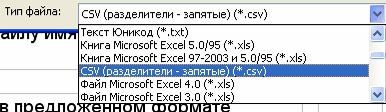 Тип файла: CSV (разделители - запятые) (*.csv)
Текст Юникод (*.txt)
Книга Microsoft Excel 5.0/95 (*.xls)
Книга Microsoft Excel 97-2003 и 5.0/95 (*.xls)
CSV (разделители - запятые) (*.csv)
Файл Microsoft Excel 4.0 (*.xls)
Файл Microsoft Excel 3.0 (*.xls)
в предложенном формате